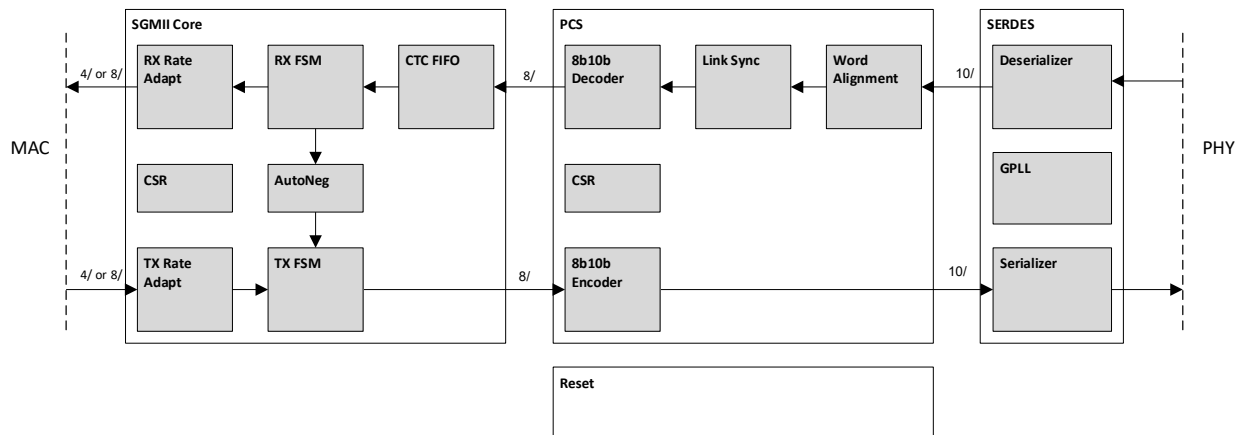 SGMII Core
PCS
SERDES
RX Rate
Adapt
RX FSM
CTC FIFO
8b10b
Decoder
Link Sync
Word
Alignment
Deserializer
4/ or 8/
8/
10/
MAC
PHY
CSR
AutoNeg
CSR
GPLL
TX Rate
Adapt
TX FSM
8b10b
Encoder
Serializer
4/ or 8/
8/
10/
Reset